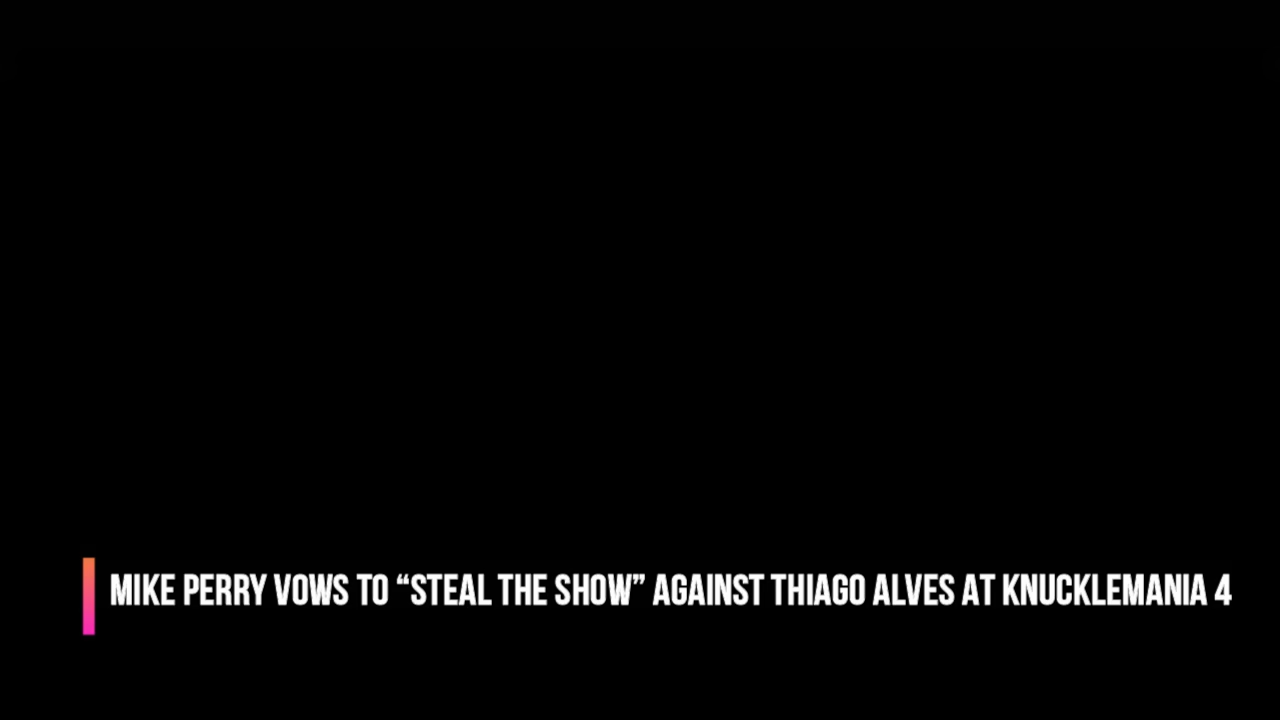 MIKE PERRY VOWS TO “STEAL THE SHOW” AGAINST THIAGO ALVES AT KNUCKLEMANIA 4